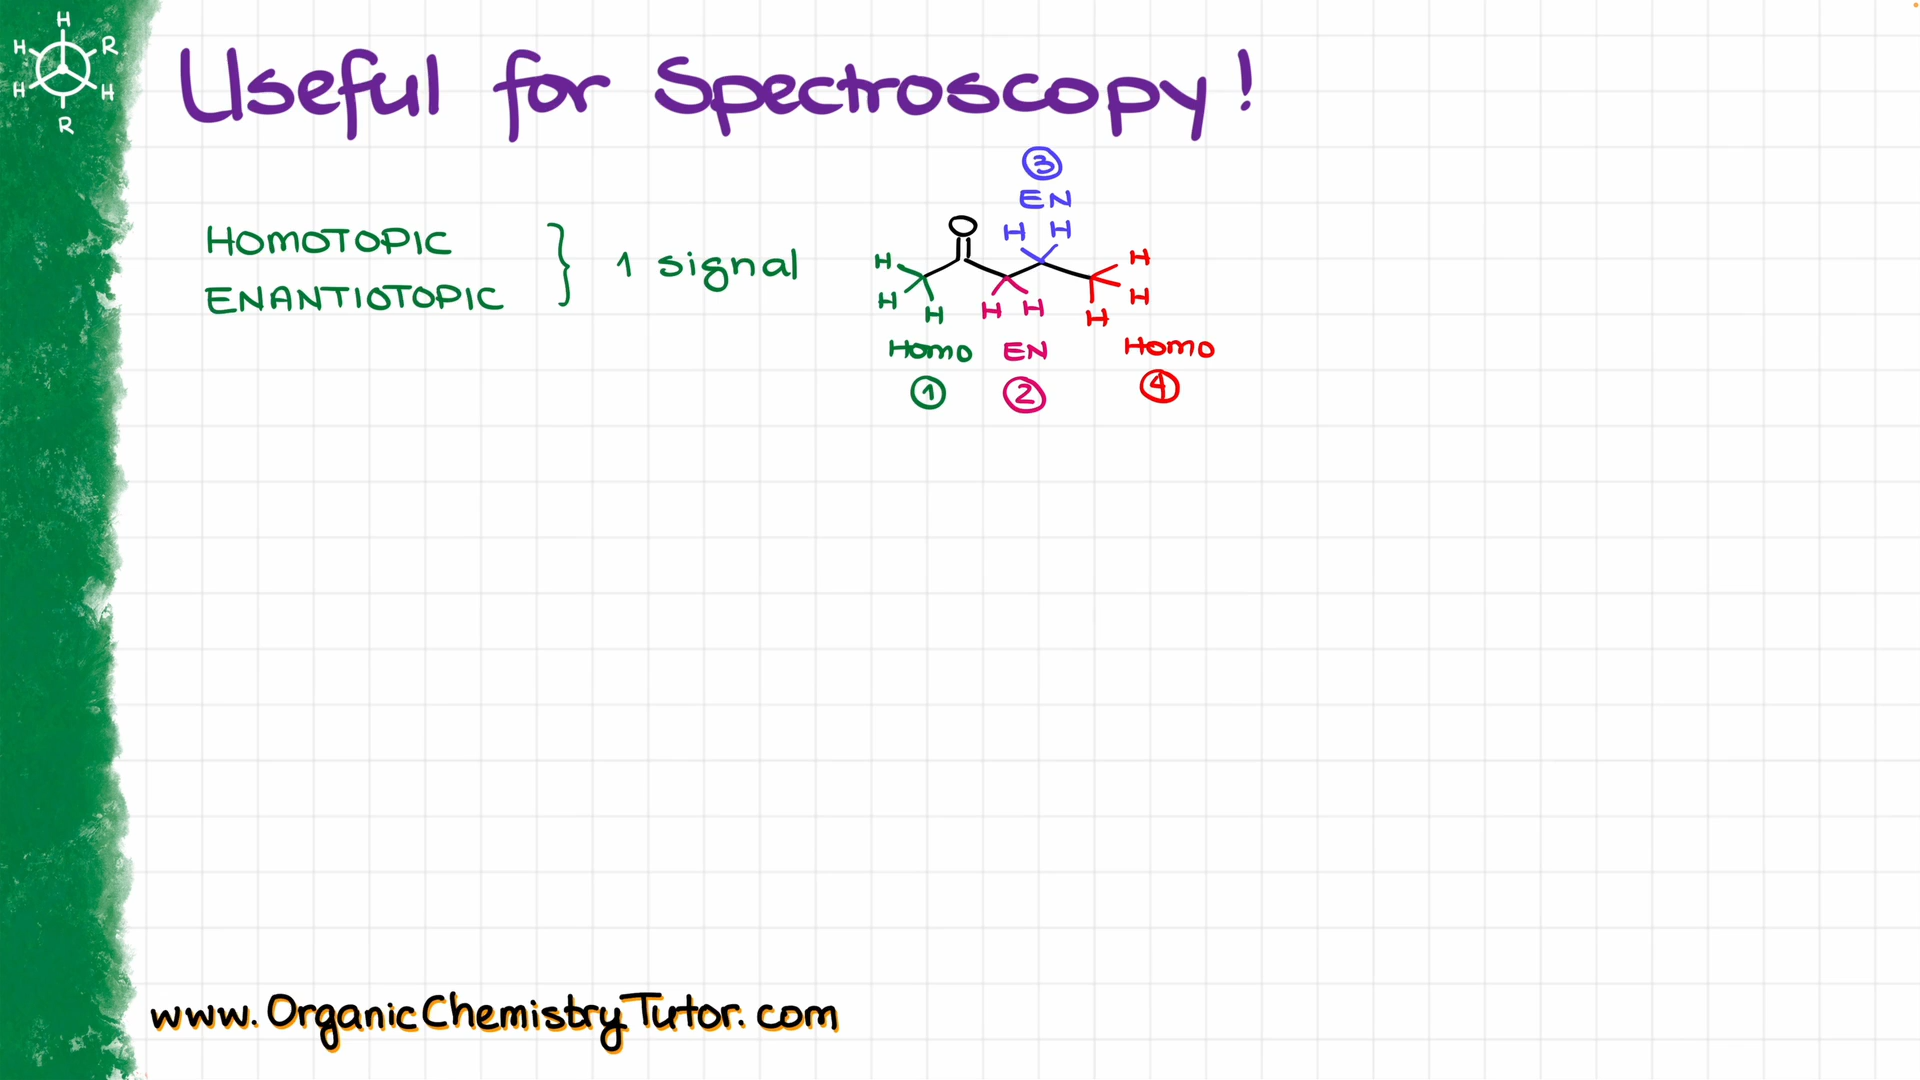 H
H R
H H
R
Useful for Spectroscopy!
HOMOTOPIC
ENANTIOTOPIC
} 1 signal
③
EN
H H
O
H
H
H
H H
H
H
H
Homo EN Homo
① ② ④
www.OrganicChemistryTutor.com